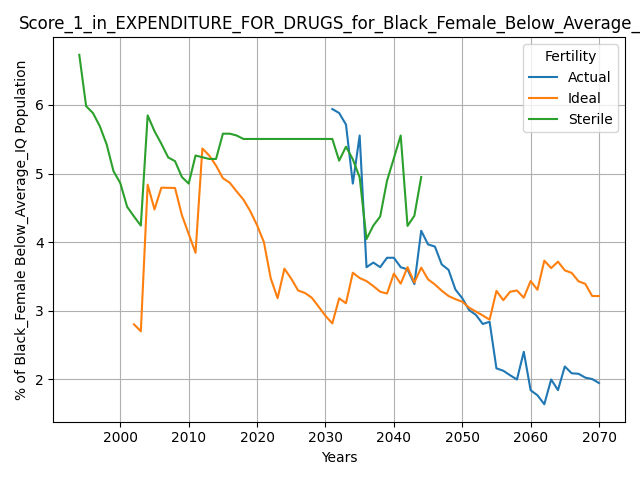 Score_1_in_EXPENDITURE_FOR_DRUGS_for_Black_Female_Below_Average_
Fertility
Actual
Ideal
Sterile
% of Black_Female Below_Average_IQ Population
6
5
4
3
2
2000 2010 2020 2030 2040 2050 2060 2070
Years